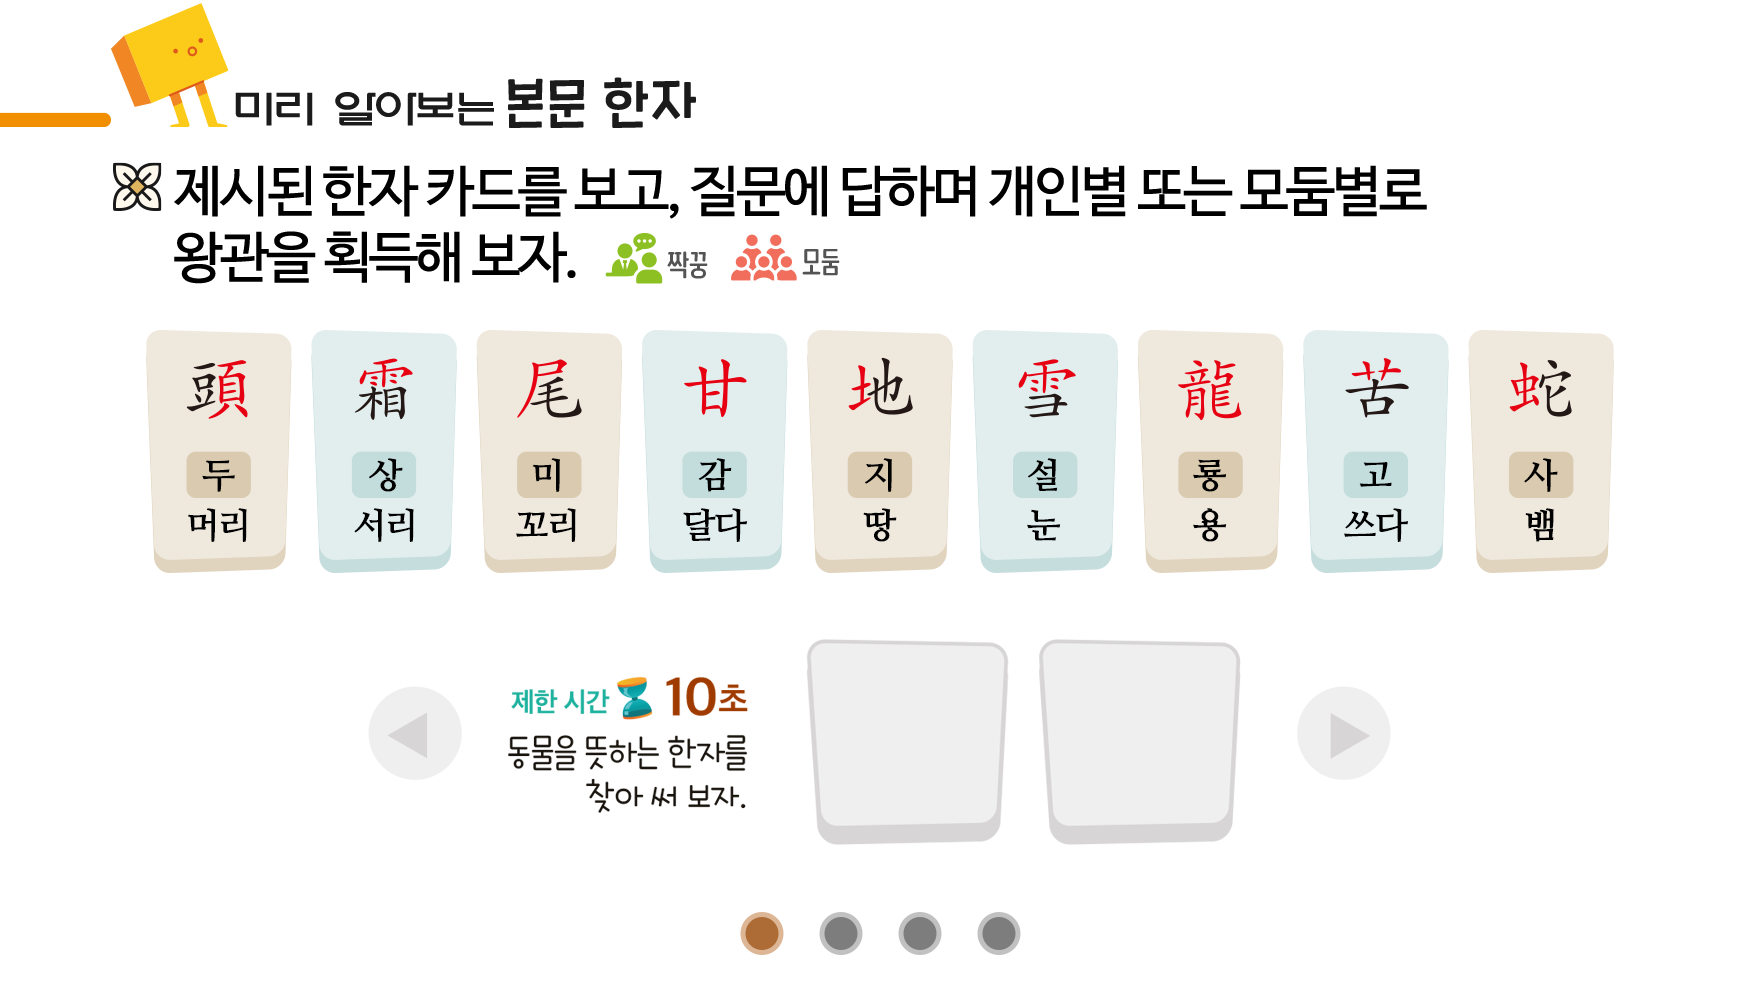 미리 알아보는 본문 한자
제시된 한자 카드를 보고, 질문에 답하며 개인별 또는 모둠별로
왕관을 획득해 보자. 짝꿍 모둠
頭 霜 尾 甘 地 雪 龍 苦 蛇
두 상 미 감 지 설 룡 고 사
머리 서리 꼬리 달다 땅 눈 용 쓰다 뱀
제한 시간 10초
동물을 뜻하는 한자를
찾아 써 보자.